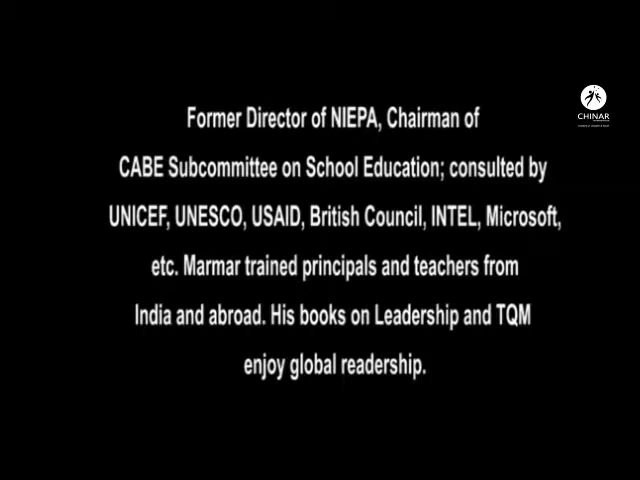 CHINAR
Former Director of NIEPA, Chairman of
CABE Subcommittee on School Education; consulted by
UNICEF, UNESCO, USAID, British Council, INTEL, Microsoft,
etc. Marmar trained principals and teachers from
India and abroad. His books on Leadership and TQM
enjoy global readership.